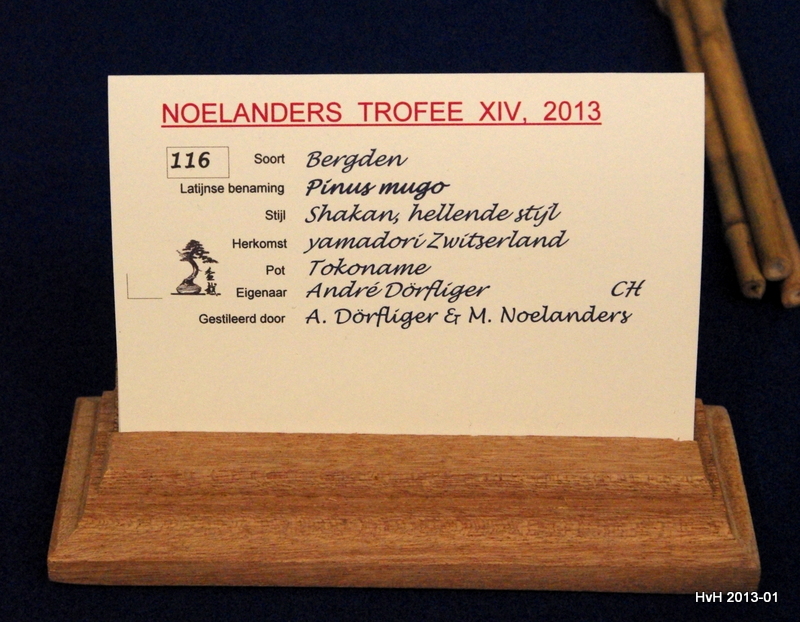 NOELANDERS TROFEE XIV, 2013
116 Soort Bergden
Latijnse benaming Pinus mugo
Stijl Shakan, hellende stijl
Herkomst yamadori Zwitserland
Pot Tokoname
Eigenaar André Dörfliger CH
Gestileerd door A. Dörfliger & M. Noelanders
HvH 2013-01